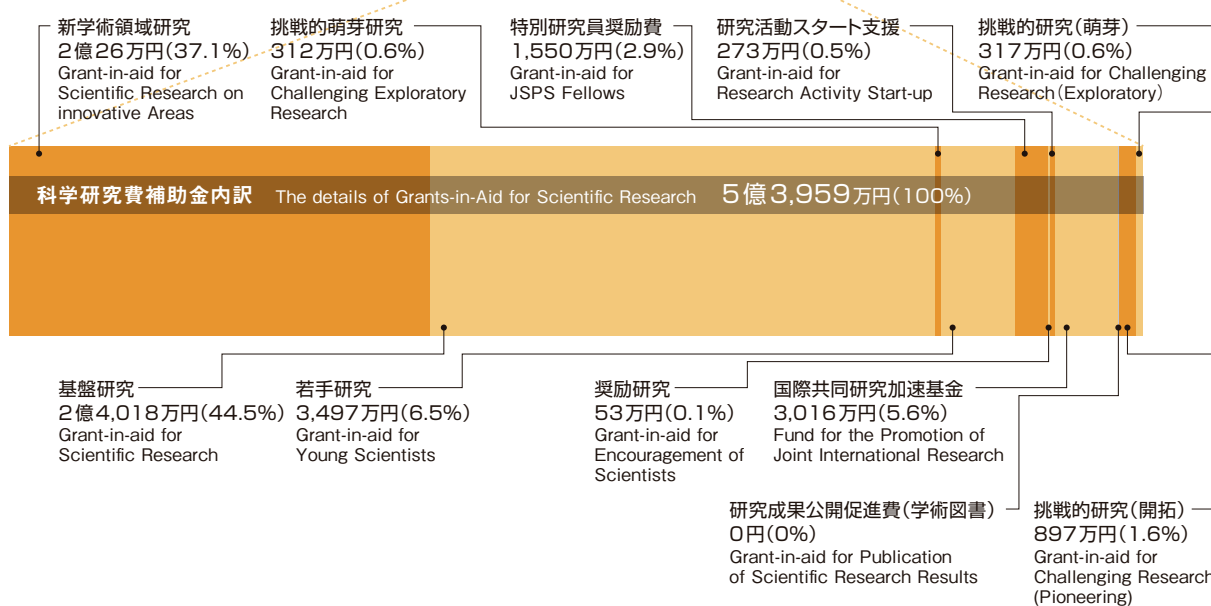 新学術領域研究
2億26万円(37.1%)
Grant-in-aid for
Scientific Research on
innovative Areas
挑戦的萌芽研究
312万円(0.6%)
Grant-in-aid for
Challenging Exploratory
Research
特別研究員奨励費
1,550万円(2.9%)
Grant-in-aid for
JSPS Fellows
研究活動スタート支援
273万円(0.5%)
Grant-in-aid for
Research Activity Start-up
挑戦的研究(萌芽)
317万円(0.6%)
Grant-in-aid for Challenging
Research(Exploratory)
科学研究費補助金内訳 The details of Grants-in-Aid for Scientific Research 5億3,959万円(100%)
基盤研究
2億4,018万円(44.5%)
Grant-in-aid for
Scientific Research
若手研究
3,497万円(6.5%)
Grant-in-aid for
Young Scientists
奨励研究
53万円(0.1%)
Grant-in-aid for
Encouragement of
Scientists
国際共同研究加速基金
3,016万円(5.6%)
Fund for the Promotion of
Joint International Research
研究成果公開促進費(学術図書)
0円(0%)
Grant-in-aid for Publication
of Scientific Research Results
挑戦的研究(開拓)
897万円(1.6%)
Grant-in-aid for
Challenging Research
(Pioneering)